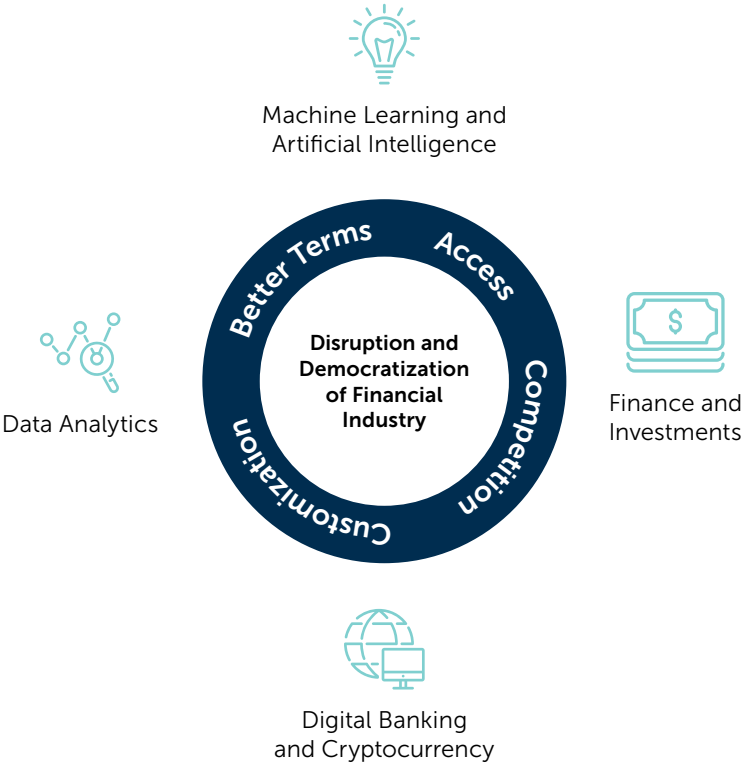 Machine Learning and
Artificial Intelligence
Better Terms
Access
Disruption and
Democratization
of Financial
Industry
Competition
Customization
$
Finance and
Investments
Data Analytics
Digital Banking
and Cryptocurrency